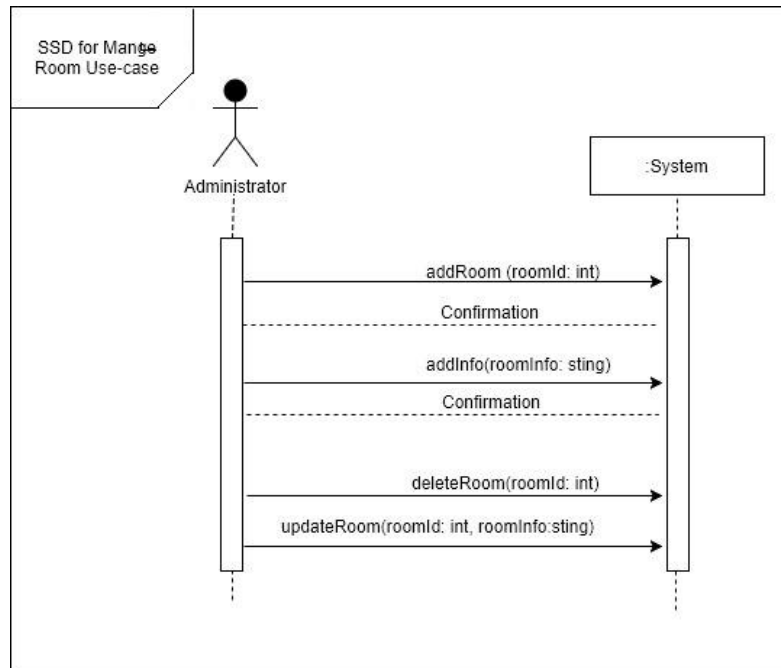 SSD for Mange
Room Use-case
Administrator
:System
addRoom (roomId: int)
Confirmation
addInfo(roomInfo: sting)
Confirmation
deleteRoom(roomId: int)
updateRoom(roomId: int, roomInfo:sting)